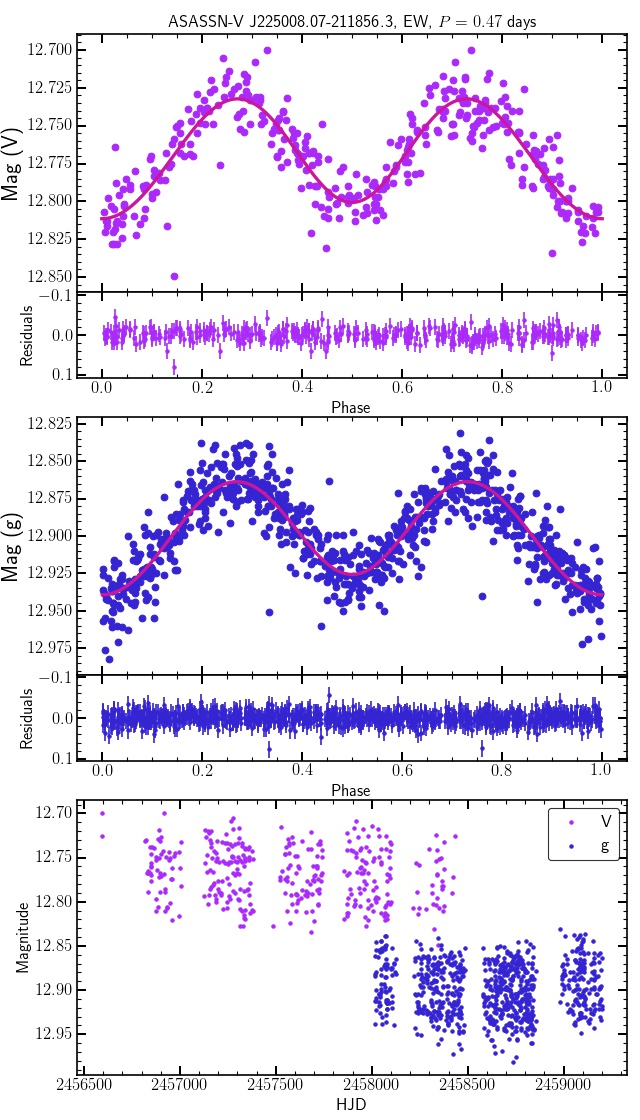 ASASSN-V J225008.07-211856.3, EW, P = 0.47 days
12.700
12.725
12.750
12.775
12.800
12.825
12.850
Mag (V)
−0.1
0.0
0.1
Residuals
0.0 0.2 0.4 0.6 0.8 1.0
Phase
12.825
12.850
12.875
12.900
12.925
12.950
12.975
Mag (g)
−0.1
0.0
0.1
Residuals
0.0 0.2 0.4 0.6 0.8 1.0
Phase
12.70
12.75
12.80
12.85
12.90
12.95
Magnitude
V
g
2456500 2457000 2457500 2458000 2458500 2459000
HJD